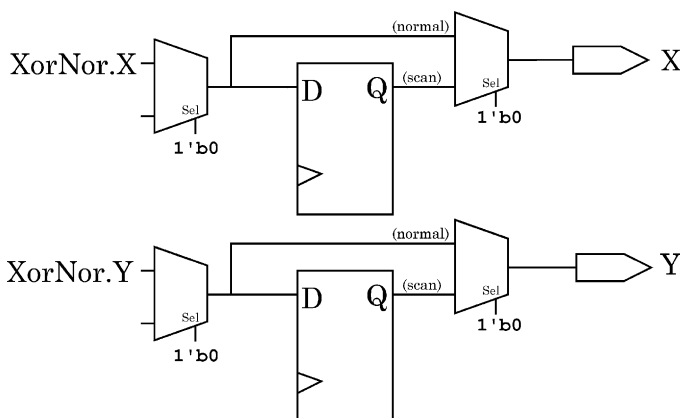 (normal)
XorNor.X
X
D
Q
(scan)
Sel
Sel
1'b0
1'b0
(normal)
XorNor.Y
Y
D
Q
(scan)
Sel
Sel
1'b0
1'b0